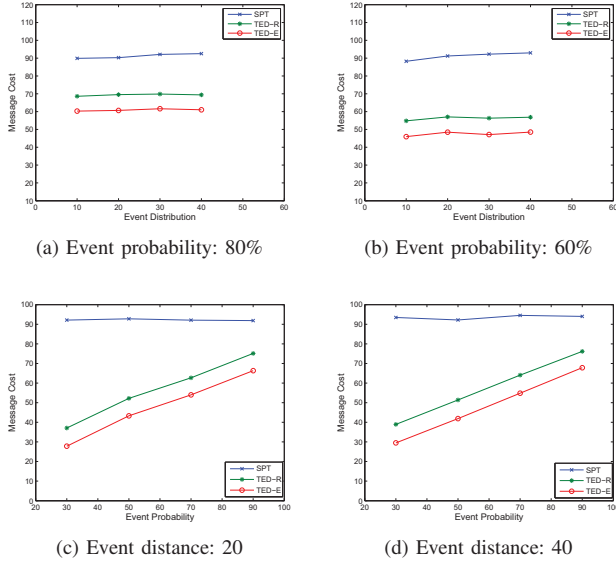 110
100
90
80
70
60
50
40
30
20
10
Message Cost
0 10 20 30 40 50 60
Event Distribution
SPT
TED-R
TED-E
(a) Event probability: 80%
110
100
90
80
70
60
50
40
30
20
10
Message Cost
0 10 20 30 40 50 60
Event Distribution
SPT
TED-R
TED-E
(b) Event probability: 60%
100
90
80
70
60
50
40
30
20
10
0
Message Cost
20 30 40 50 60 70 80 90 100
Event Probability
SPT
TED-R
TED-E
(c) Event distance: 20
100
90
80
70
60
50
40
30
20
10
0
Message Cost
20 30 40 50 60 70 80 90 100
Event Probability
SPT
TED-R
TED-E
(d) Event distance: 40